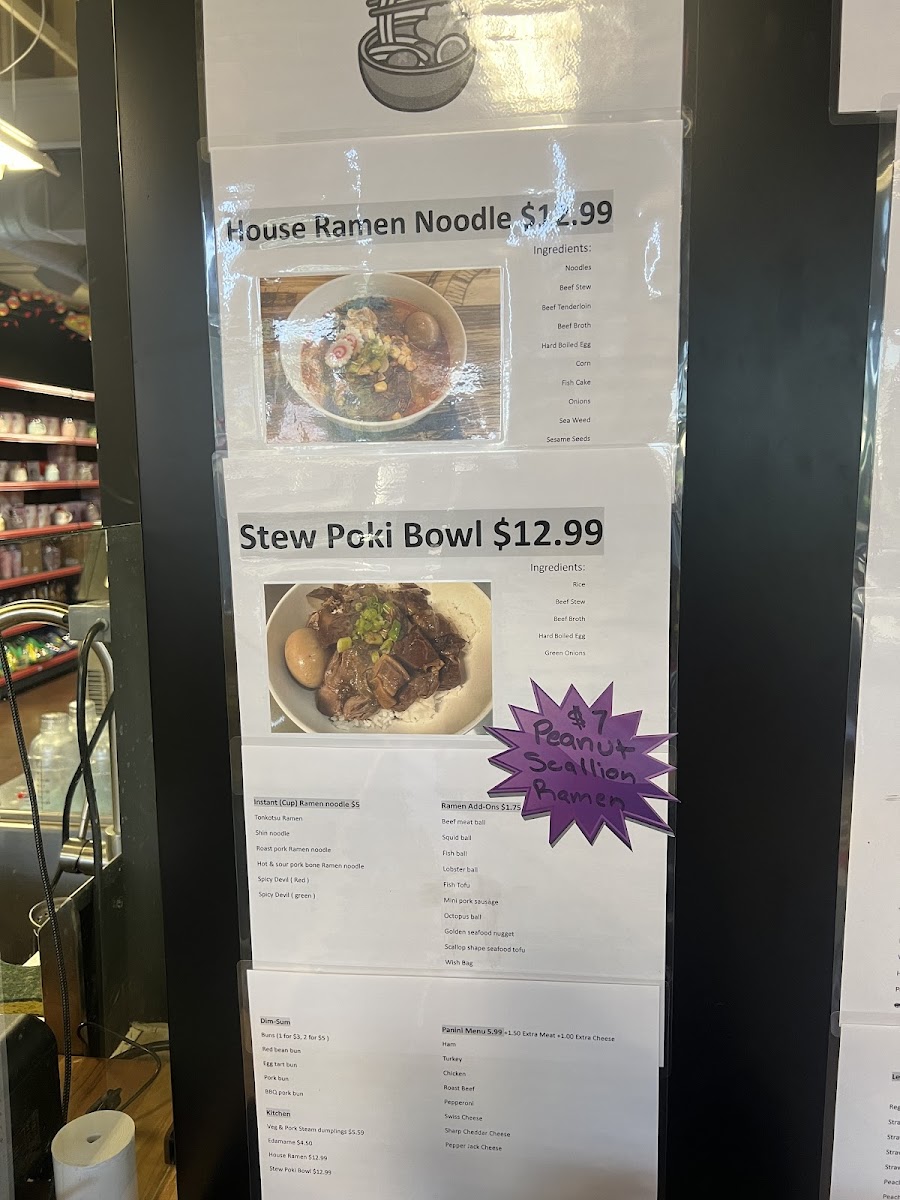 House Ramen Noodle $12.99
Ingredients:
Noodles
Beef Stew
Beef Tenderloin
Beef Broth
Hard Boiled Egg
Corn
Fish Cake
Onions
Sea Weed
Sesame Seeds
Stew Poki Bowl $12.99
Ingredients:
Rice
Beef Stew
Beef Broth
Hard Boiled Egg
Green Onions
$7
Peanut
Scallion
Ramen
Instant (Cup) Ramen noodle $5
Tonkotsu Ramen
Shin noodle
Roast pork Ramen noodle
Hot & sour pork bone Ramen noodle
Spicy Devil ( Red )
Spicy Devil ( green )
Ramen Add-Ons $1.75
Beef meat ball
Squid ball
Fish ball
Lobster ball
Fish Tofu
Mini pork sausage
Octopus ball
Golden seafood nugget
Scallop shape seafood tofu
Wish Bag
Dim-Sum
Buns (1 for $3, 2 for $5 )
Red bean bun
Egg tart bun
Pork bun
BBQ pork bun
Kitchen
Veg & Pork Steam dumplings $5.59
Edamame $4.50
House Ramen $12.99
Stew Poki Bowl $12.99
Panini Menu 5.99 +1.50 Extra Meat +1.00 Extra Cheese
Ham
Turkey
Chicken
Roast Beef
Pepperoni
Swiss Cheese
Sharp Cheddar Cheese
Pepper Jack Cheese